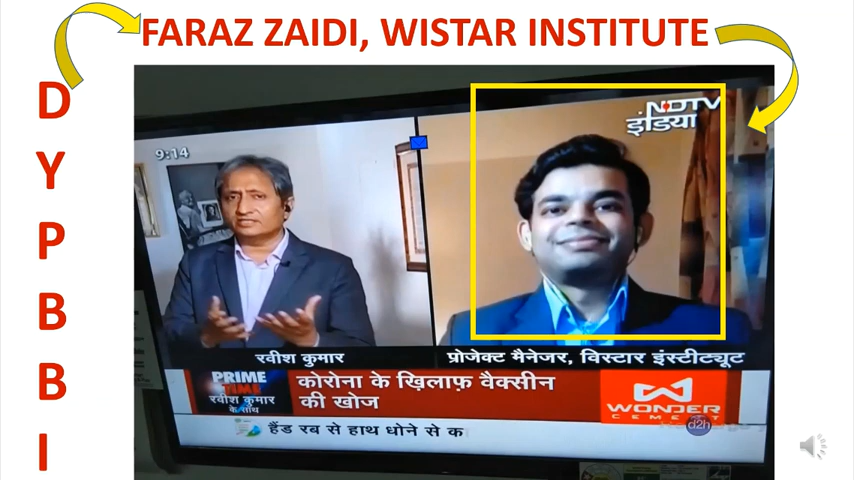 FARAZ ZAIDI, WISTAR INSTITUTE
D
Y
P
B
B
I
NDTV
इंडिया
9:14
रवीश कुमार
प्रोजेक्ट मैनेजर, विस्टार इंस्टीट्यूट
PRIME
TIME
रवीश कुमार
के साथ
कोरोना के ख़िलाफ़ वैक्सीन
की खोज
WONDER
CEMENT
d2h
हैंड रब से हाथ धोने से क